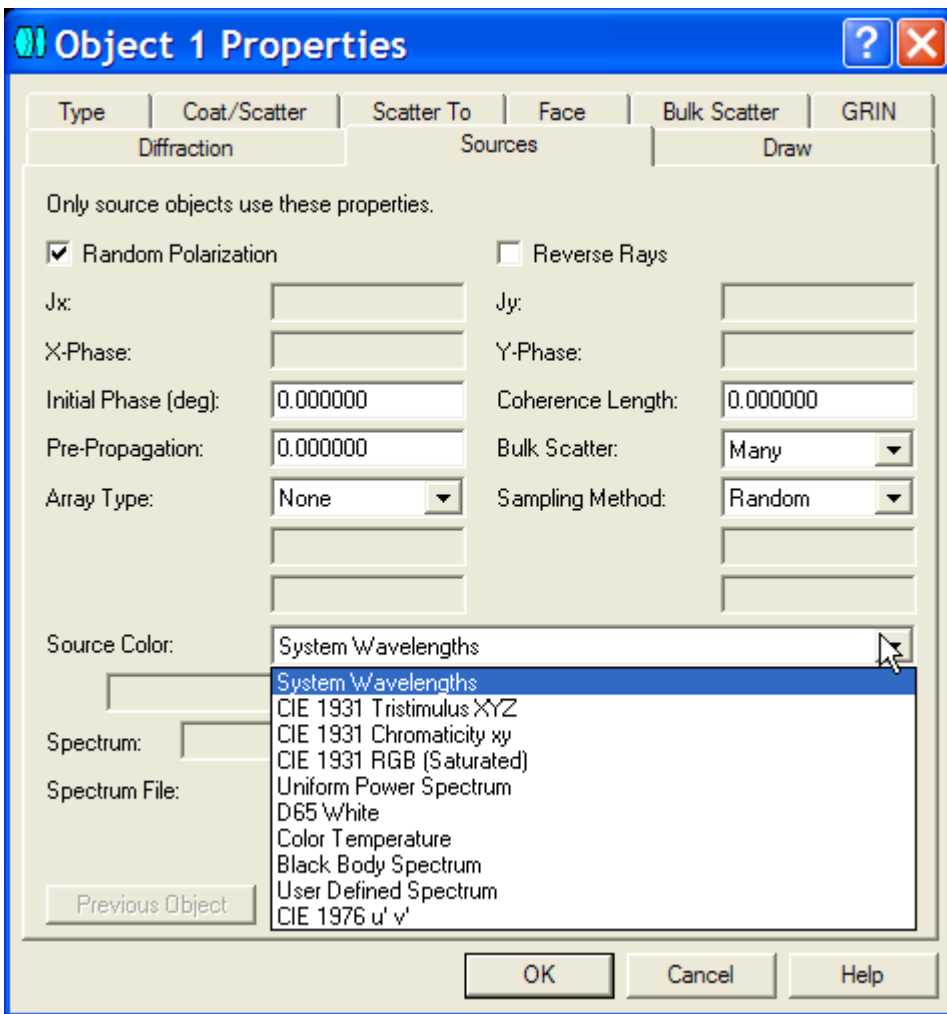 Object 1 Properties
Type Coat/Scatter Scatter To Face Bulk Scatter GRIN
Diffraction Sources Draw
Only source objects use these properties.
Random Polarization Reverse Rays
Jx: Jy:
X-Phase: Y-Phase:
Initial Phase (deg): 0.000000 Coherence Length: 0.000000
Pre-Propagation: 0.000000 Bulk Scatter: Many
Array Type: None Sampling Method: Random
Source Color: System Wavelengths
System Wavelengths
CIE 1931 Tristimulus XYZ
CIE 1931 Chromaticity xy
Spectrum: CIE 1931 RGB (Saturated)
Spectrum File: Uniform Power Spectrum
D65 White
Color Temperature
Black Body Spectrum
Previous Object User Defined Spectrum
CIE 1976 u' v'
OK Cancel Help